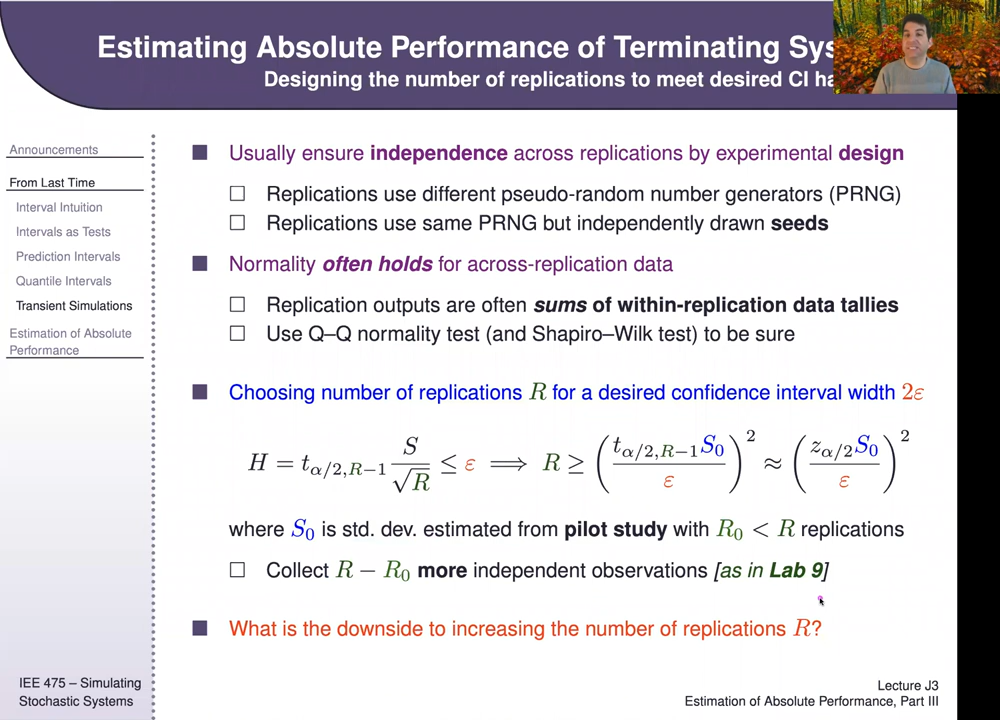 Estimating Absolute Performance of Terminating Sys
Designing the number of replications to meet desired CI ha
Announcements
From Last Time
Interval Intuition
Intervals as Tests
Prediction Intervals
Quantile Intervals
Transient Simulations
Estimation of Absolute
Performance
■ Usually ensure independence across replications by experimental design
□ Replications use different pseudo-random number generators (PRNG)
□ Replications use same PRNG but independently drawn seeds
■ Normality often holds for across-replication data
□ Replication outputs are often sums of within-replication data tallies
□ Use Q–Q normality test (and Shapiro–Wilk test) to be sure
■ Choosing number of replications R for a desired confidence interval width 2ε
H = t_{α/2,R−1} S/√R ≤ ε ⟹ R ≥ (t_{α/2,R−1}S_0/ε)^2 ≈ (z_{α/2}S_0/ε)^2
where S_0 is std. dev. estimated from pilot study with R_0 < R replications
□ Collect R − R_0 more independent observations [as in Lab 9]
■ What is the downside to increasing the number of replications R?
IEE 475 – Simulating
Stochastic Systems
Lecture J3
Estimation of Absolute Performance, Part III